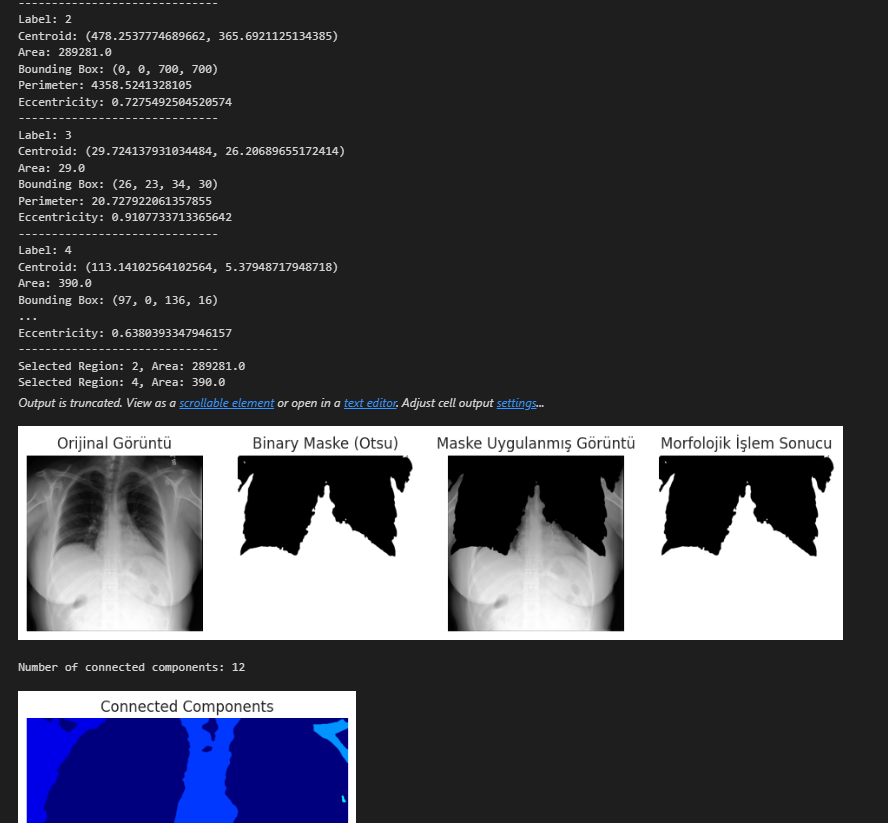 ------------------------------
Label: 2
Centroid: (478.2537774689662, 365.6921125134385)
Area: 289281.0
Bounding Box: (0, 0, 700, 700)
Perimeter: 4358.5241328105
Eccentricity: 0.7275492504520574
------------------------------
Label: 3
Centroid: (29.724137931034484, 26.20689655172414)
Area: 29.0
Bounding Box: (26, 23, 34, 30)
Perimeter: 20.727922061357855
Eccentricity: 0.9107733713365642
------------------------------
Label: 4
Centroid: (113.14102564102564, 5.37948717948718)
Area: 390.0
Bounding Box: (97, 0, 136, 16)
...
Eccentricity: 0.6380393347946157
------------------------------
Selected Region: 2, Area: 289281.0
Selected Region: 4, Area: 390.0
Output is truncated. View as a scrollable element or open in a text editor. Adjust cell output settings...
Orijinal Görüntü Binary Maske (Otsu) Maske Uygulanmış Görüntü Morfolojik İşlem Sonucu
Number of connected components: 12
Connected Components